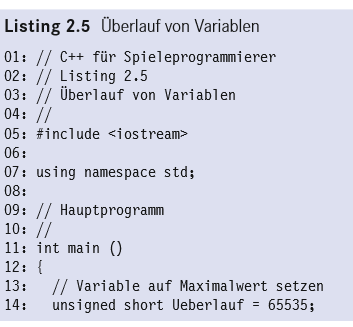 Listing 2.5 Überlauf von Variablen
01: // C++ für Spieleprogrammierer
02: // Listing 2.5
03: // Überlauf von Variablen
04: //
05: #include <iostream>
06:
07: using namespace std;
08:
09: // Hauptprogramm
10: //
11: int main ()
12: {
13:   // Variable auf Maximalwert setzen
14:   unsigned short Ueberlauf = 65535;